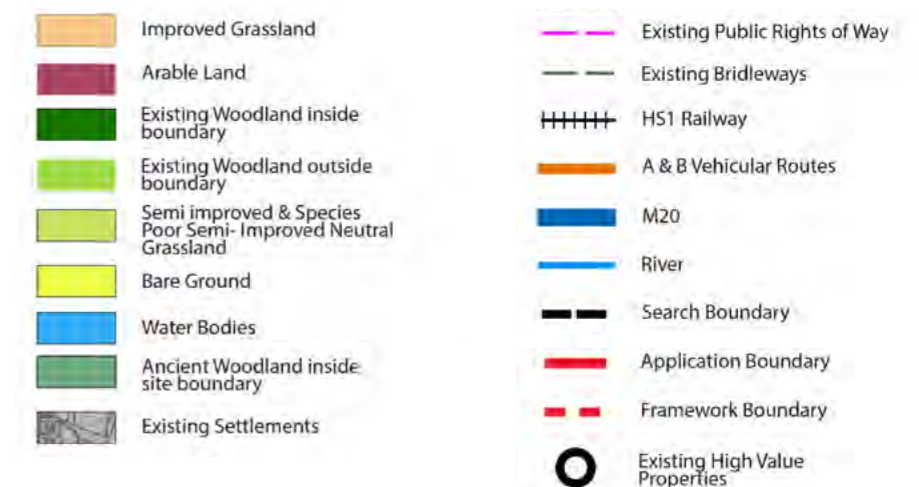 Improved Grassland
Arable Land
Existing Woodland inside
boundary
Existing Woodland outside
boundary
Semi improved & Species
Poor Semi- Improved Neutral
Grassland
Bare Ground
Water Bodies
Ancient Woodland inside
site boundary
Existing Settlements
Existing Public Rights of Way
Existing Bridleways
HS1 Railway
A & B Vehicular Routes
M20
River
Search Boundary
Application Boundary
Framework Boundary
Existing High Value
Properties